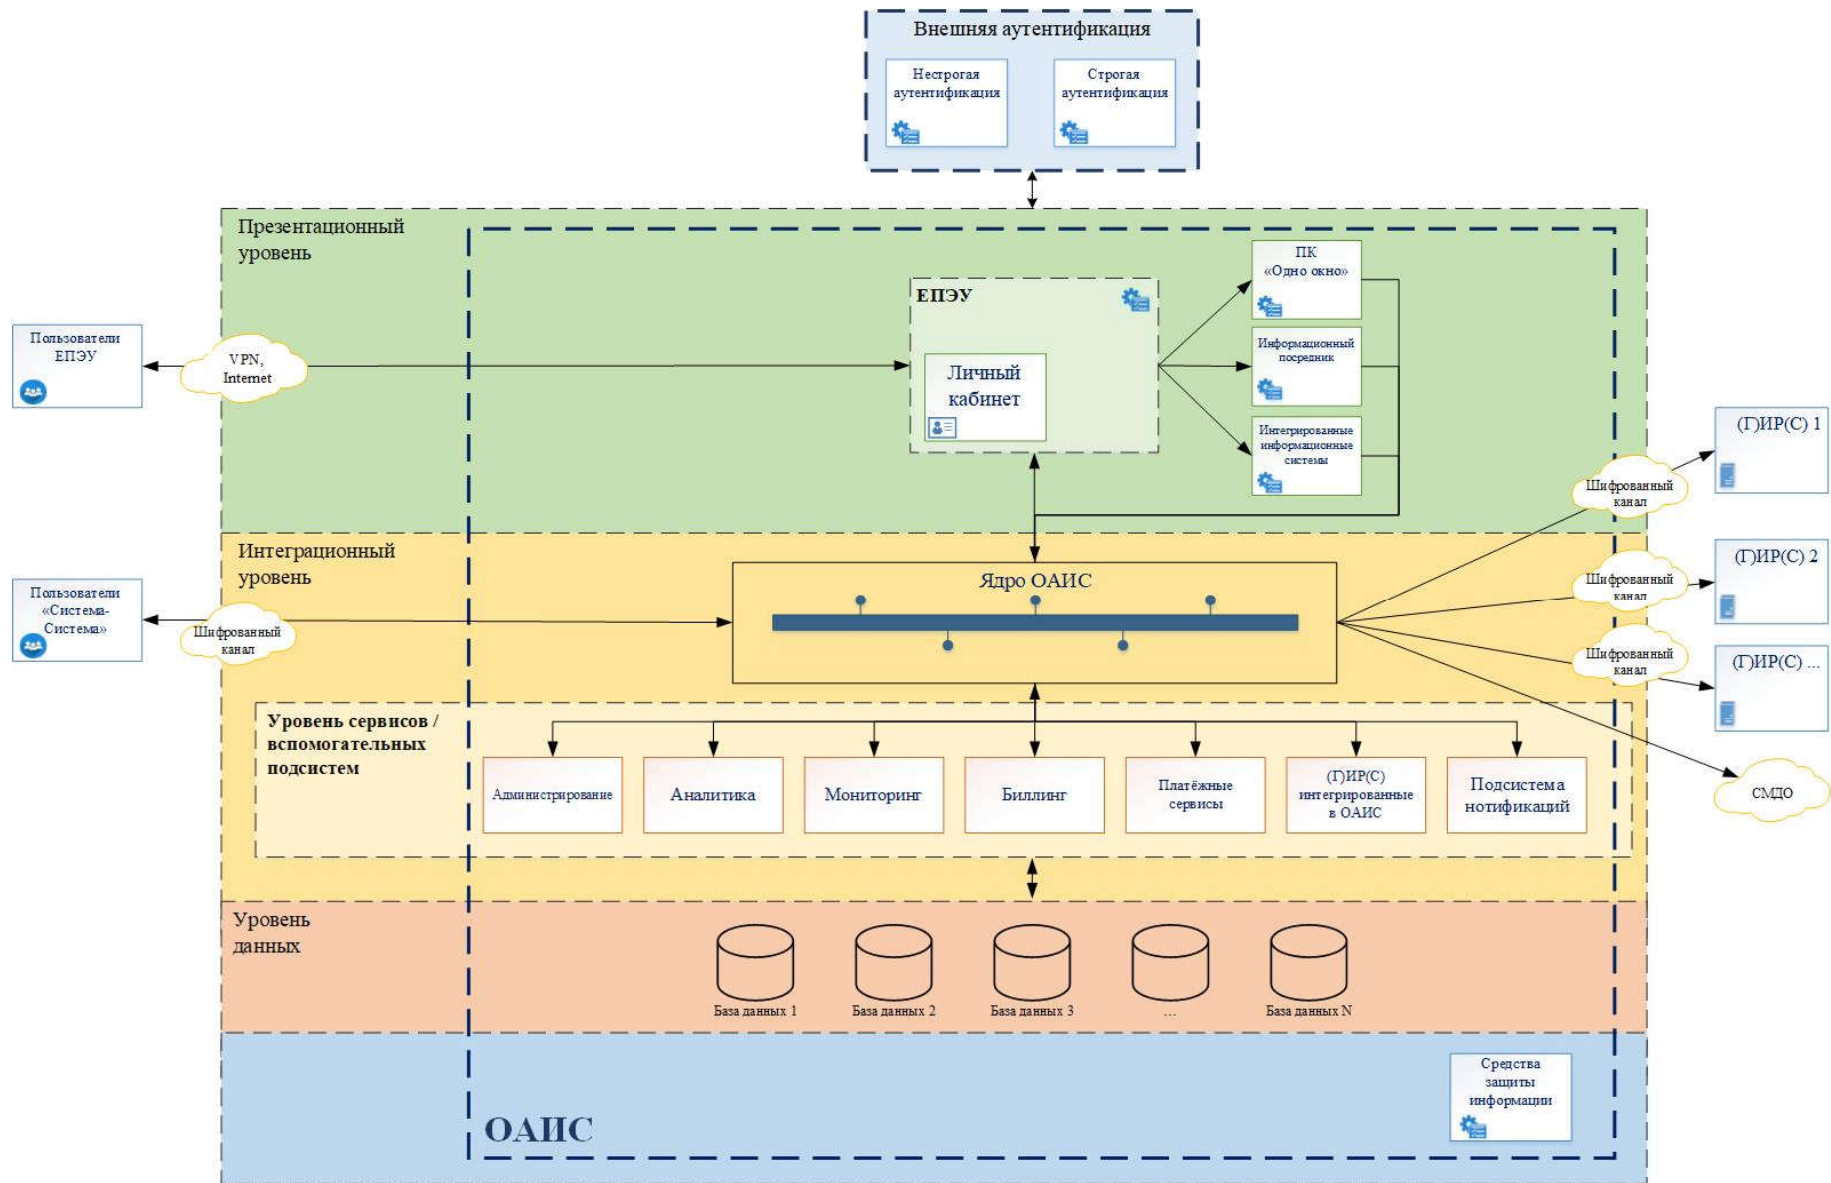 Внешняя аутентификация
Нестрогая
аутентификация
Строгая
аутентификация
Презентационный
уровень
ЕПЭУ
Личный
кабинет
ПК
«Одно окно»
Информационный
посредник
Интегрированные
информационные
системы
Пользователи
ЕПЭУ
VPN,
Internet
(Г)ИР(С) 1
Шифрованный
канал
Интеграционный
уровень
Ядро ОАИС
Пользователи
«Система-
Система»
Шифрованный
канал
Шифрованный
канал
(Г)ИР(С) 2
Шифрованный
канал
(Г)ИР(С) ...
СМДО
Уровень сервисов /
вспомогательных
подсистем
Администрирование
Аналитика
Мониторинг
Биллинг
Платёжные
сервисы
(Г)ИР(С)
интегрированные
в ОАИС
Подсистема
нотификаций
Уровень
данных
База данных 1
База данных 2
База данных 3
...
База данных N
Средства
защиты
информации
ОАИС